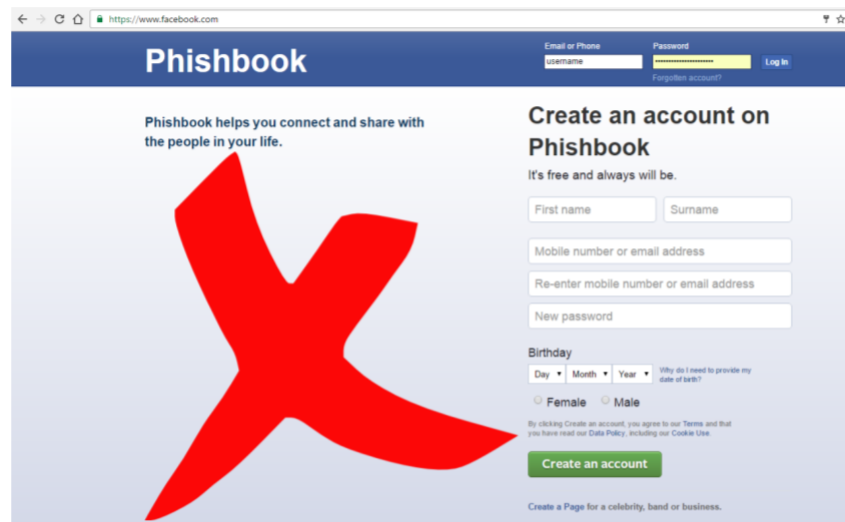 https://www.facebook.com
Phishbook
Email or Phone
Password
username
Log In
Forgotten account?
Phishbook helps you connect and share with
the people in your life.
Create an account on
Phishbook
It's free and always will be.
First name
Surname
Mobile number or email address
Re-enter mobile number or email address
New password
Birthday
Day
Month
Year
Why do I need to provide my
date of birth?
Female
Male
By clicking Create an account, you agree to our Terms and that
you have read our Data Policy, including our Cookie Use.
Create an account
Create a Page for a celebrity, band or business.